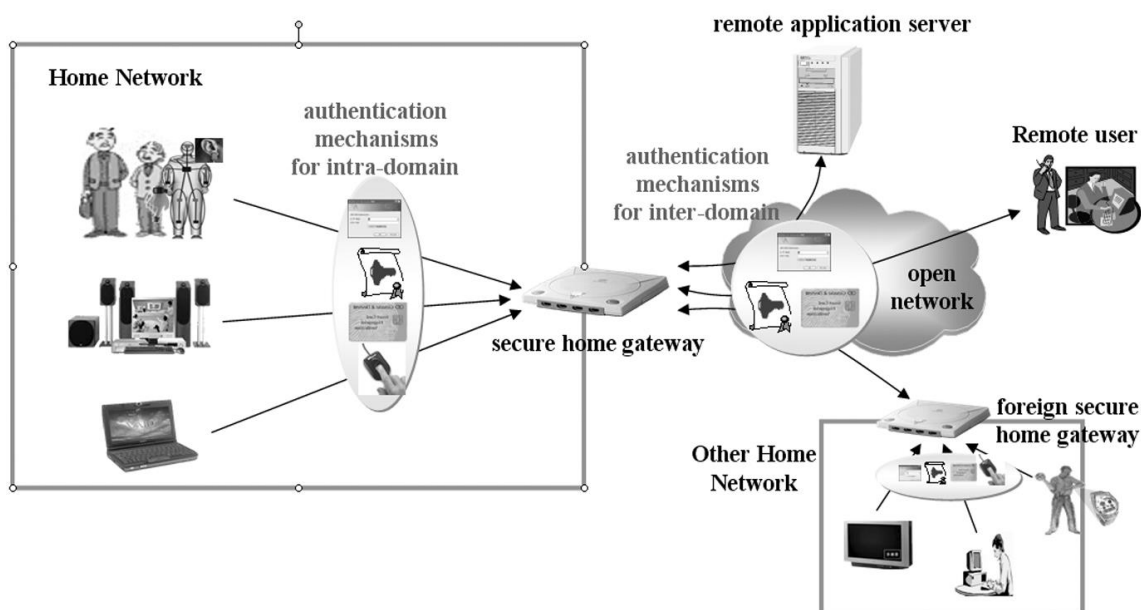 remote application server
Home Network
authentication
mechanisms
for intra-domain
Remote user
authentication
mechanisms
for inter-domain
open
network
secure home gateway
foreign secure
home gateway
Other Home
Network